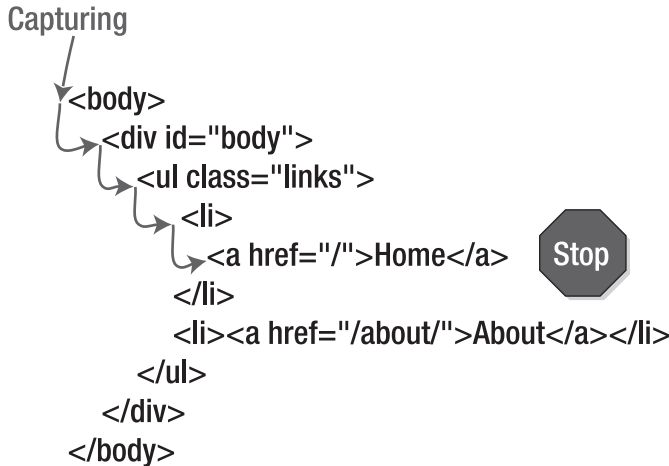 Capturing
<body>
<div id="body">
<ul class="links">
<li>
<a href="/">Home</a>
Stop
</li>
<li><a href="/about/">About</a></li>
</ul>
</div>
</body>